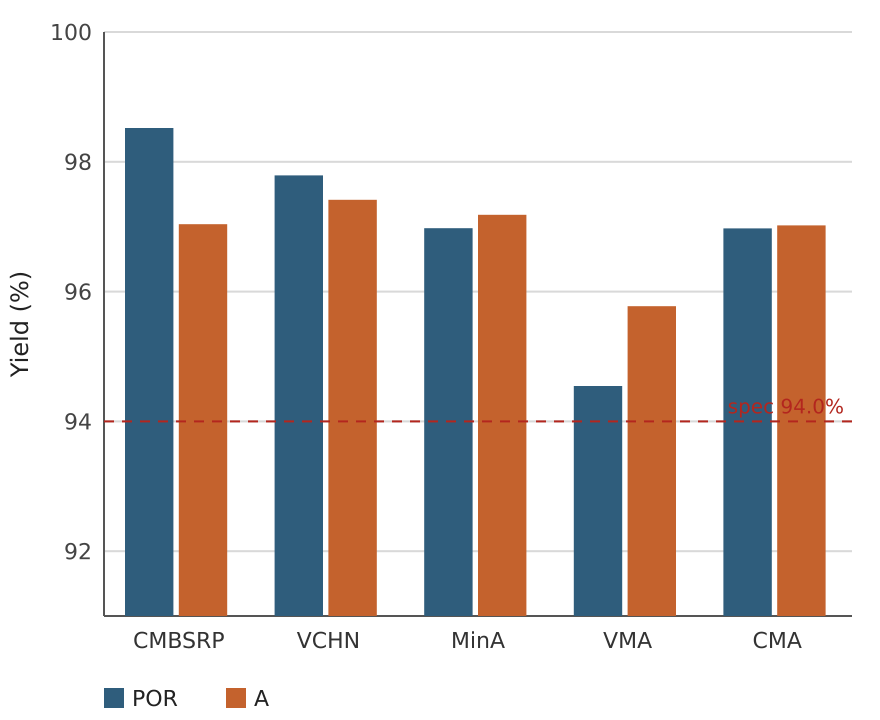 100
98
96
94
92
Yield (%)
spec 94.0%
CMBSRP VCHN MinA VMA CMA
POR A